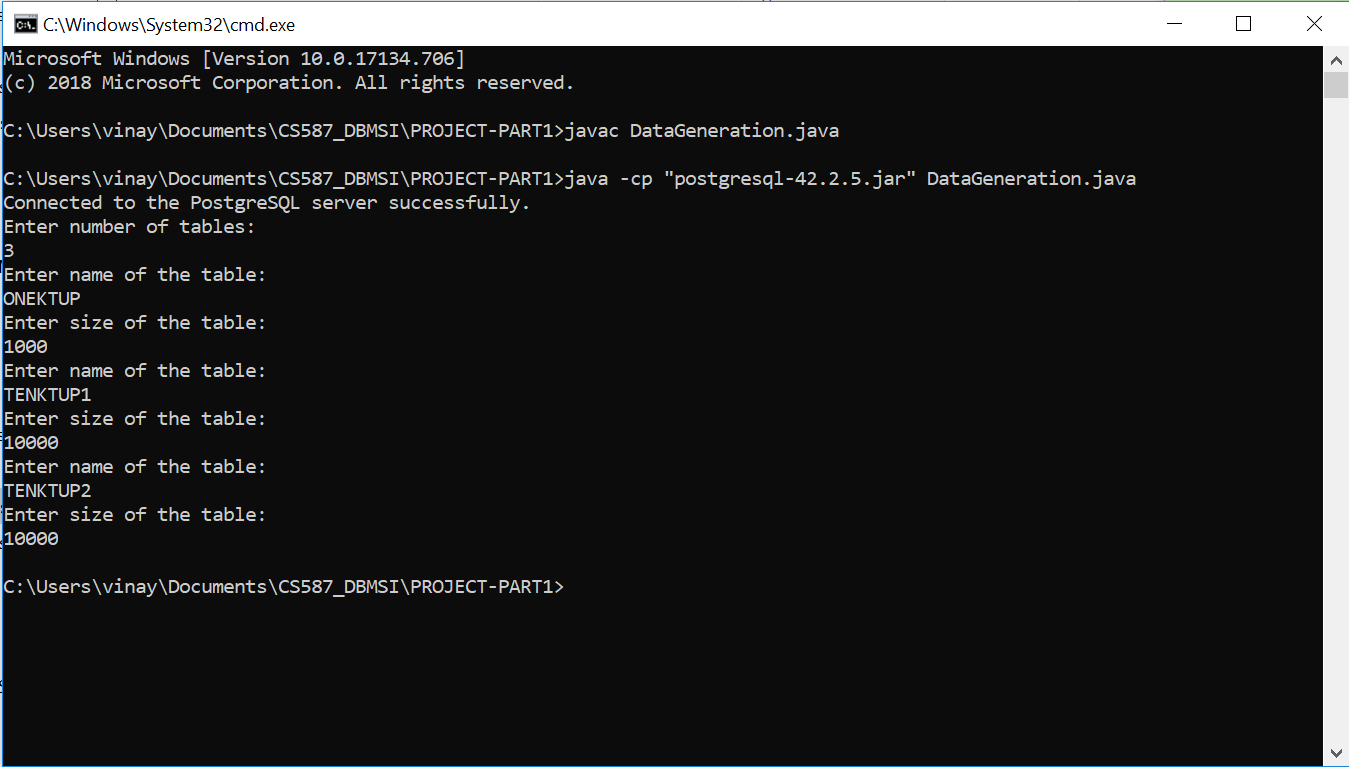 C:\Windows\System32\cmd.exe
Microsoft Windows [Version 10.0.17134.706]
(c) 2018 Microsoft Corporation. All rights reserved.
C:\Users\vinay\Documents\CS587_DBMSI\PROJECT-PART1>javac DataGeneration.java
C:\Users\vinay\Documents\CS587_DBMSI\PROJECT-PART1>java -cp "postgresql-42.2.5.jar" DataGeneration.java
Connected to the PostgreSQL server successfully.
Enter number of tables:
3
Enter name of the table:
ONEKTUP
Enter size of the table:
1000
Enter name of the table:
TENKTUP1
Enter size of the table:
10000
Enter name of the table:
TENKTUP2
Enter size of the table:
10000
C:\Users\vinay\Documents\CS587_DBMSI\PROJECT-PART1>